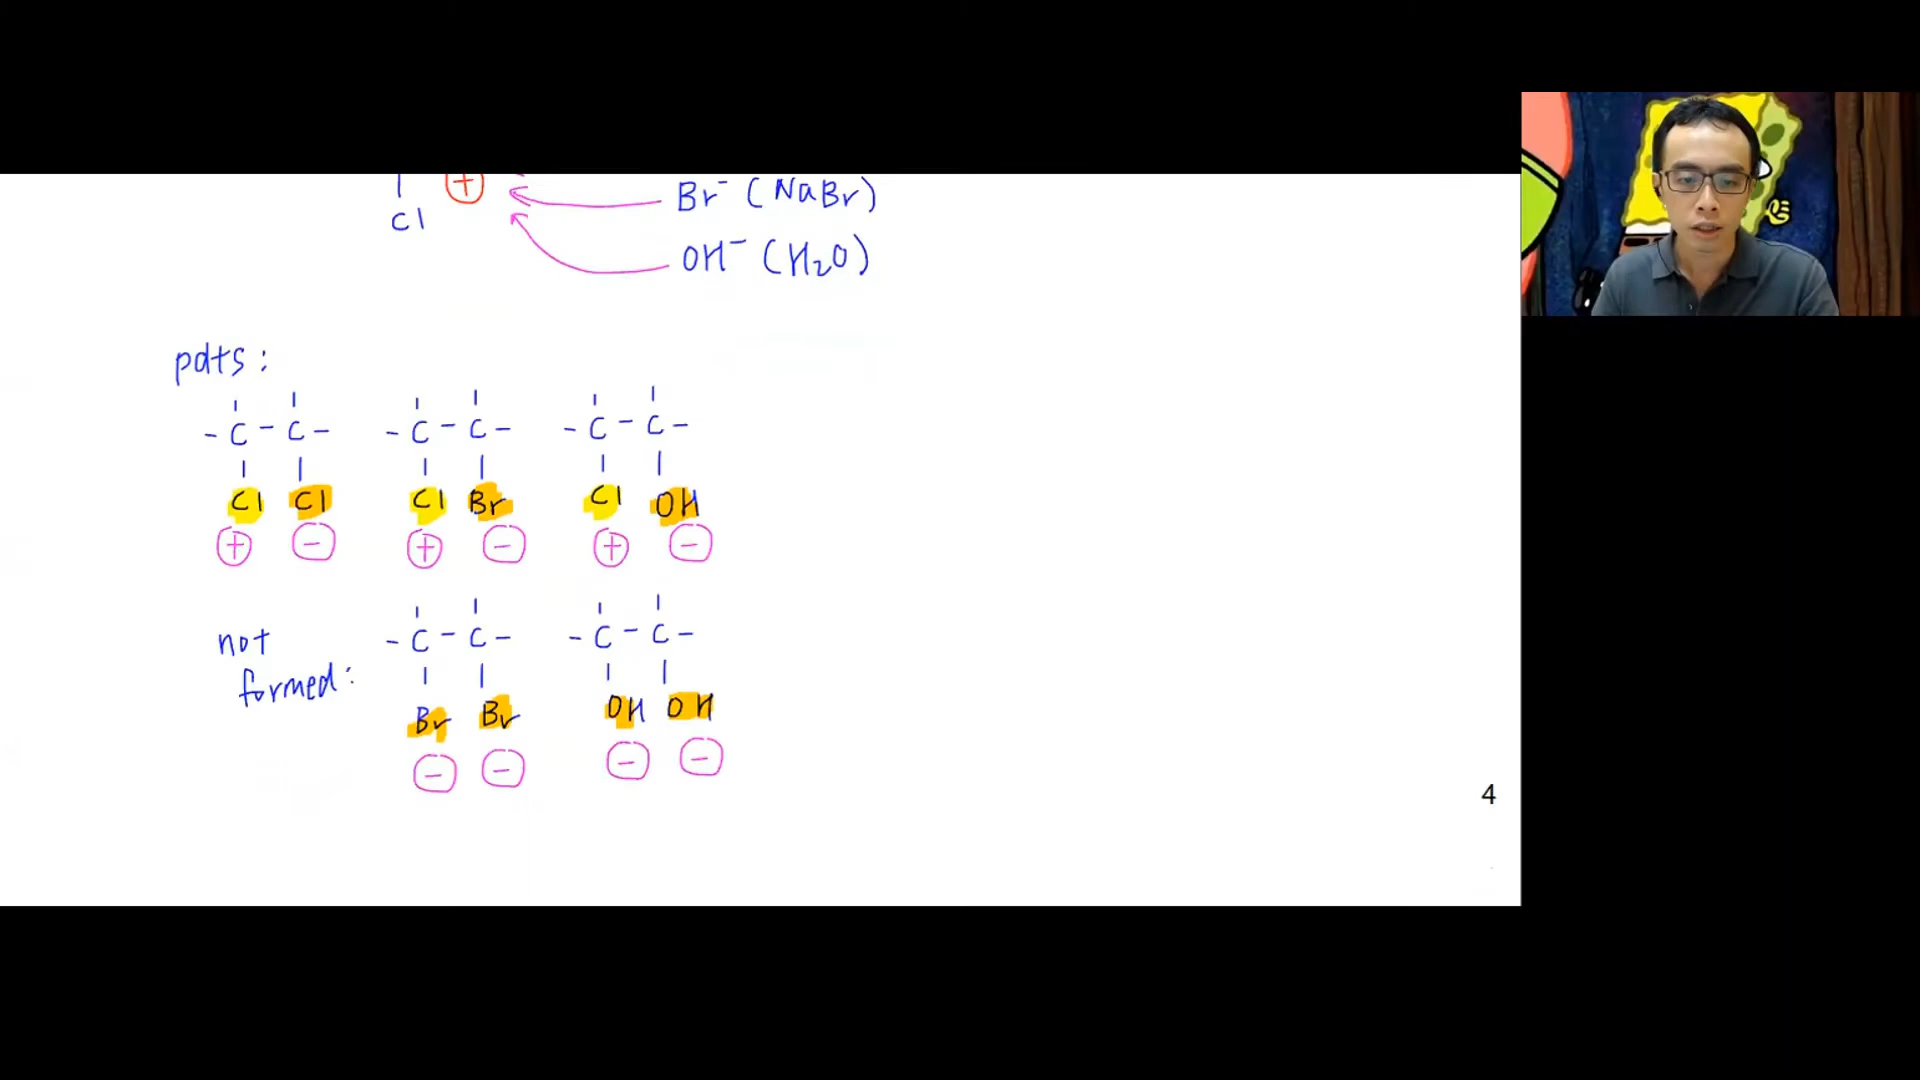 Br⁻ (NaBr)
+
Cl
OH⁻ (H₂O)
pdts:
- C - C - - C - C - - C - C -
Cl Cl Cl Br Cl OH
+ - + - + -
not - C - C - - C - C -
formed:
Br Br OH OH
- - - -
4